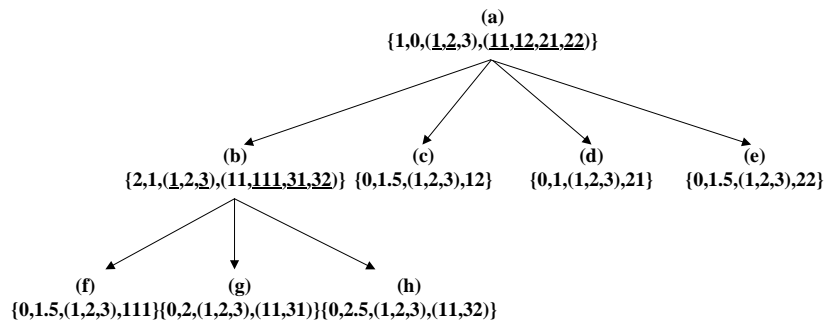 (a)
{1,0,(1,2,3),(11,12,21,22)}
(b) (c) (d) (e)
{2,1,(1,2,3),(11,111,31,32)} {0,1.5,(1,2,3),12} {0,1,(1,2,3),21} {0,1.5,(1,2,3),22}
(f) (g) (h)
{0,1.5,(1,2,3),111}{0,2,(1,2,3),(11,31)}{0,2.5,(1,2,3),(11,32)}